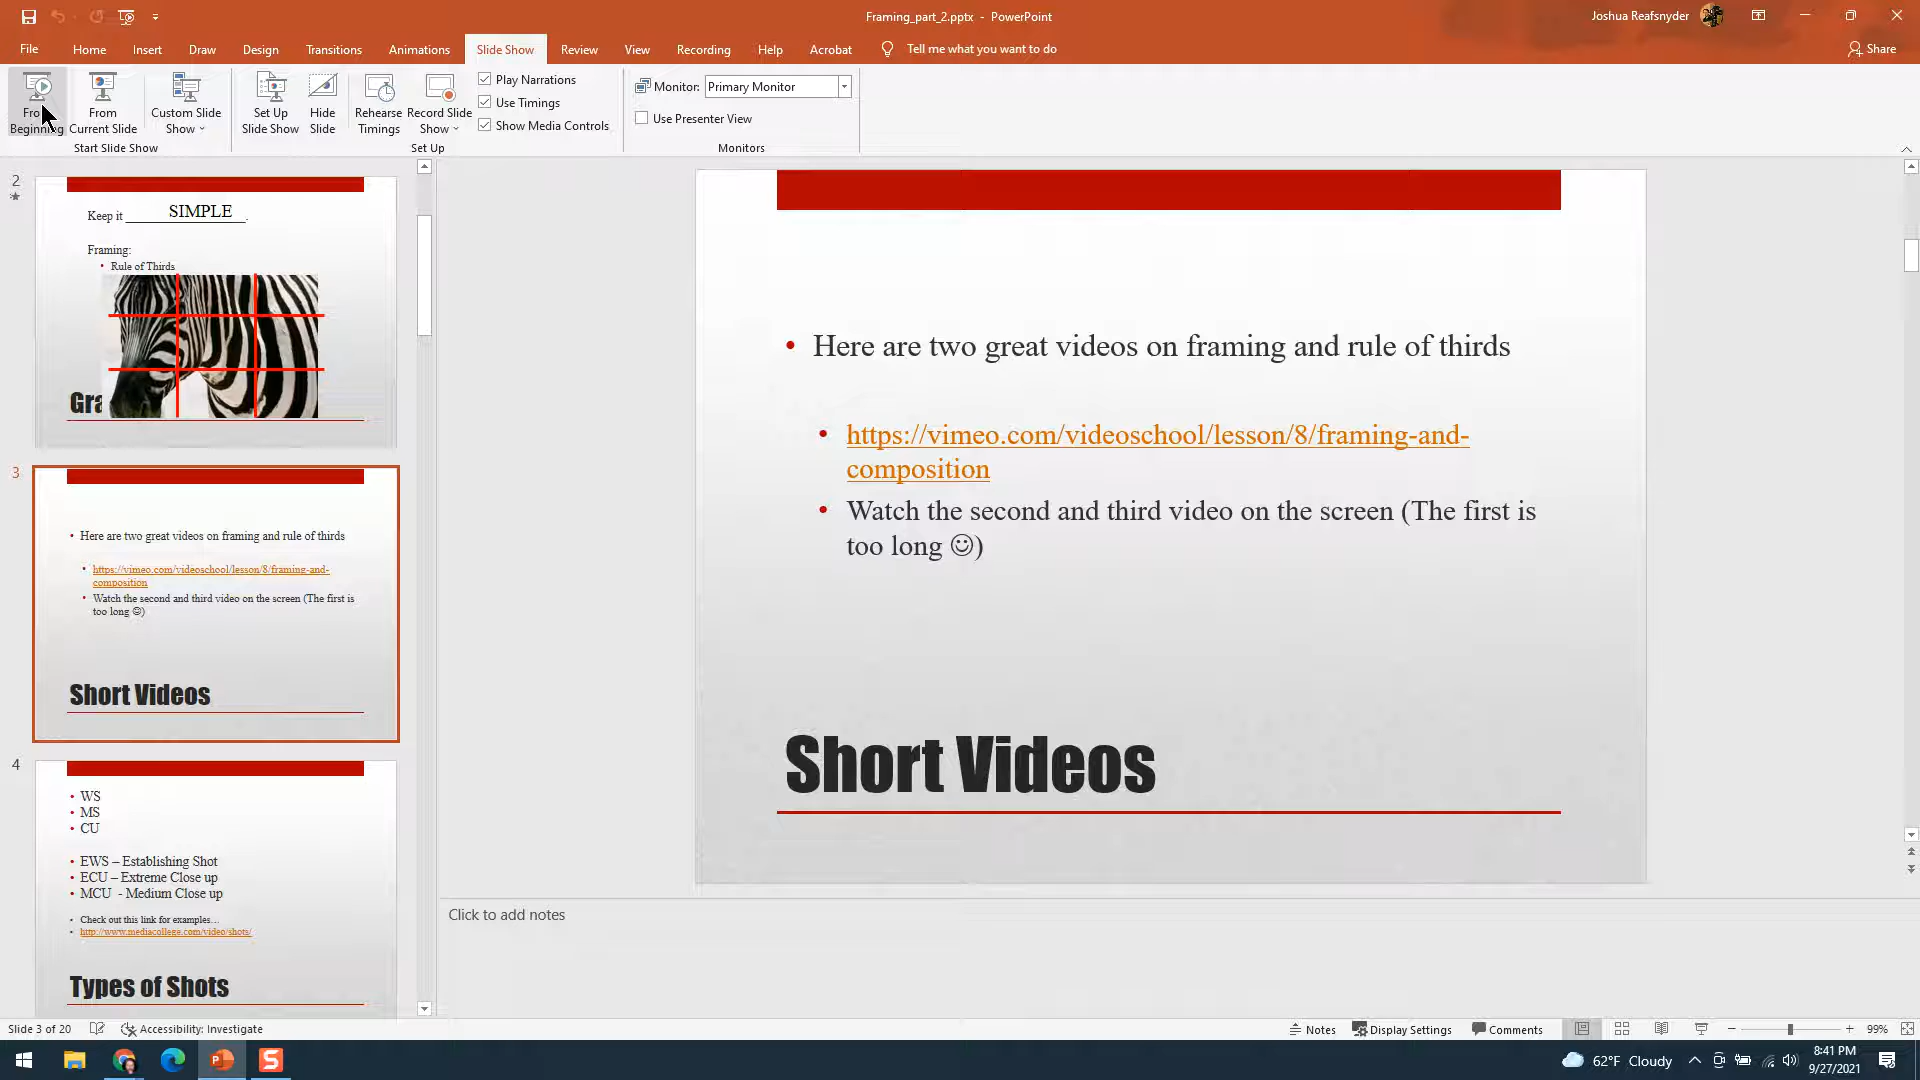 Framing_part_2.pptx - PowerPoint
Joshua Reafsnyder
File Home Insert Draw Design Transitions Animations Slide Show Review View Recording Help Acrobat Tell me what you want to do
Share
From
Current Slide
Custom Slide
Show
Set Up
Slide Show
Hide
Slide
Rehearse
Timings
Record Slide
Show
Play Narrations
Use Timings
Show Media Controls
Monitor: Primary Monitor
Use Presenter View
Start Slide Show
Set Up
Monitors
2
Keep it SIMPLE.
Framing:
• Rule of Thirds
3
• Here are two great videos on framing and rule of thirds
• https://vimeo.com/videoschool/lesson/8/framing-and-
composition
• Watch the second and third video on the screen (The first is
too long ☺)
Short Videos
4
• WS
• MS
• CU
• EWS – Establishing Shot
• ECU – Extreme Close up
• MCU - Medium Close up
• Check out this link for examples…
• http://www.mediacollege.com/video/shots/
Types of Shots
• Here are two great videos on framing and rule of thirds
• https://vimeo.com/videoschool/lesson/8/framing-and-
composition
• Watch the second and third video on the screen (The first is
too long ☺)
Short Videos
Click to add notes
Slide 3 of 20
Accessibility: Investigate
Notes
Display Settings
Comments
99%
62°F Cloudy
8:41 PM
9/27/2021